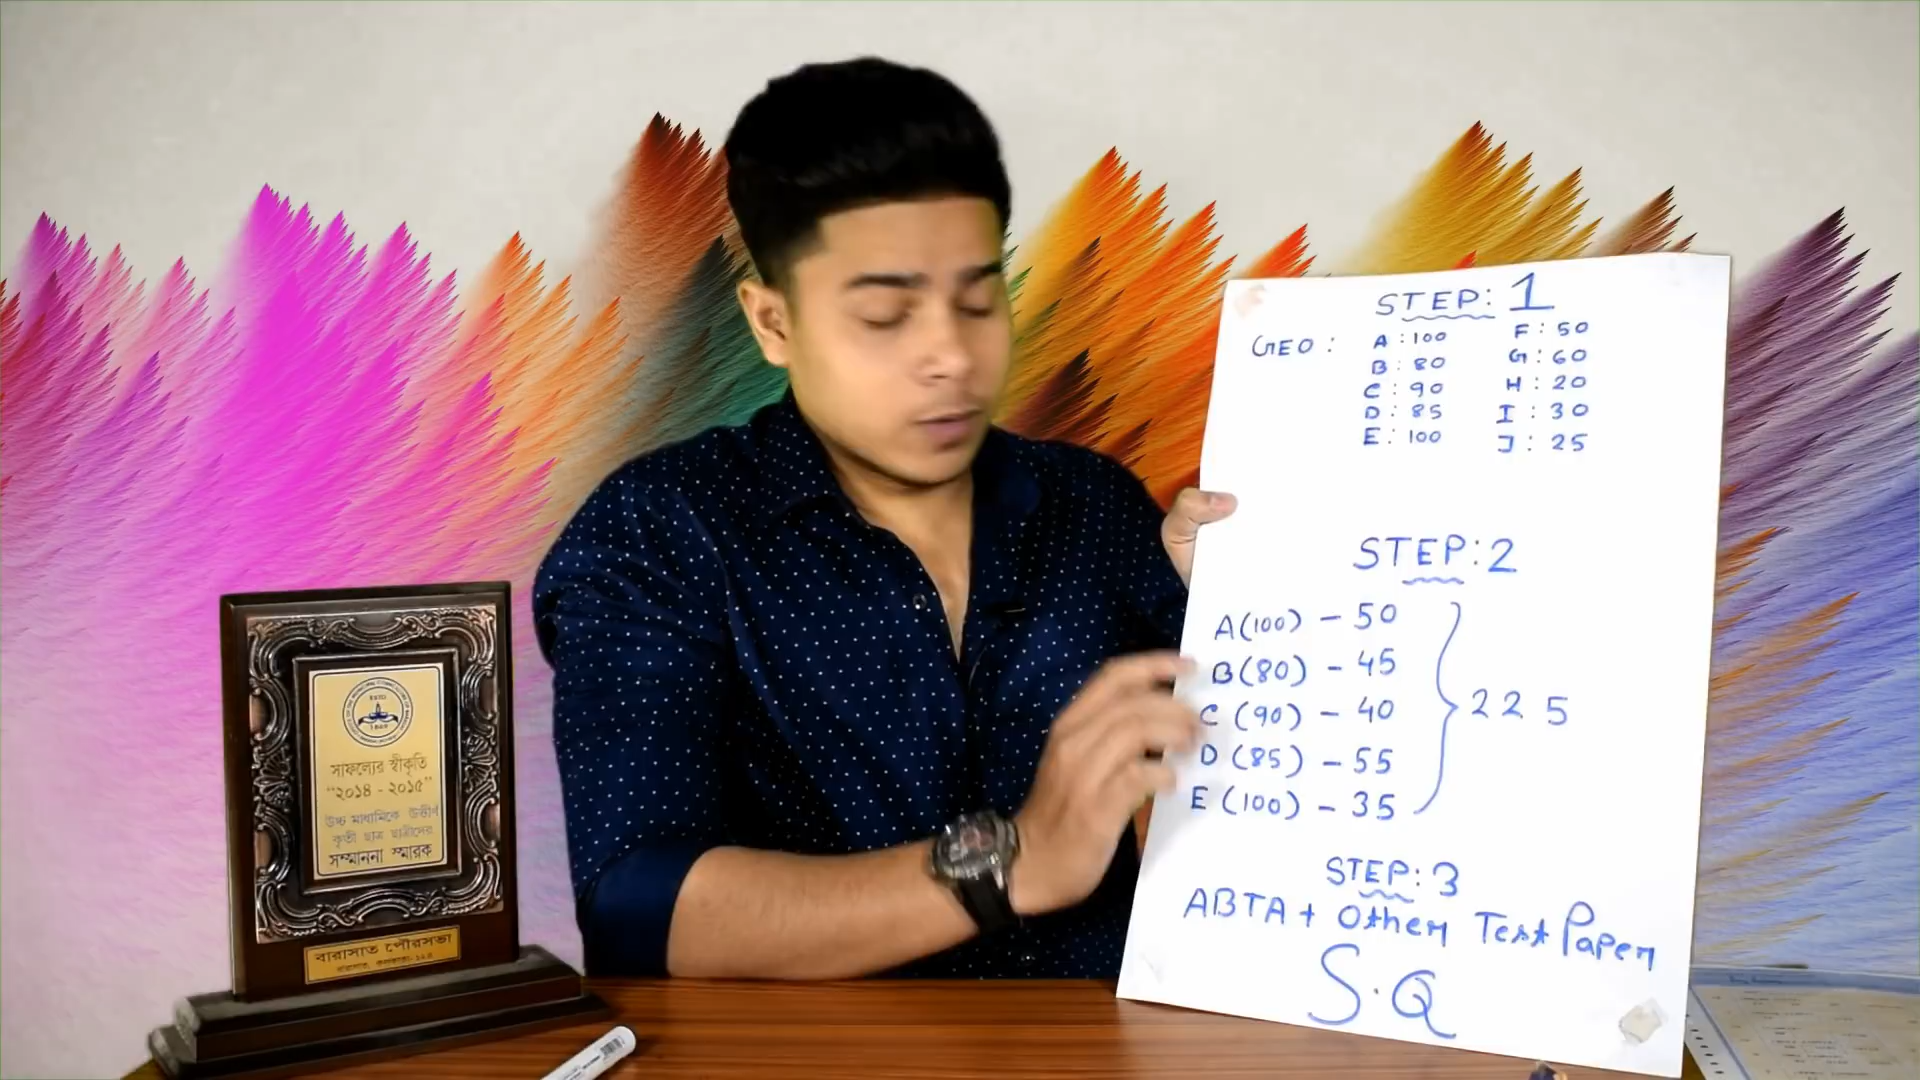 সাফল্যের স্বীকৃতি
“২০১৪ - ২০১৫”
উচ্চ মাধ্যমিকে উত্তীর্ণ
কৃতী ছাত্র ছাত্রীদের
সম্মাননা স্মারক
বারাসাত পৌরসভা
STEP: 1
GEO : A : 100 F : 50
B : 80 G : 60
C : 90 H : 20
D : 85 I : 30
E : 100 J : 25
STEP: 2
A (100) - 50
B (80) - 45
C (90) - 40
D (85) - 55
E (100) - 35
225
STEP: 3
ABTA + Other Test Paper
S.Q